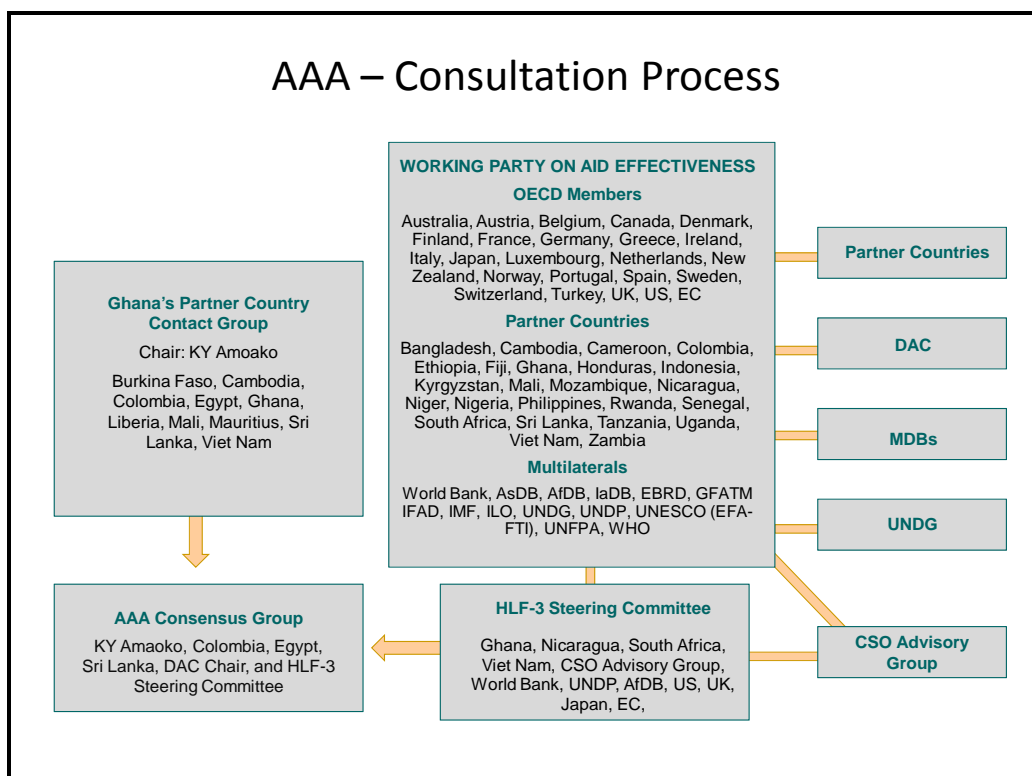 AAA – Consultation Process
Ghana's Partner Country
Contact Group
Chair: KY Amoako
Burkina Faso, Cambodia,
Colombia, Egypt, Ghana,
Liberia, Mali, Mauritius, Sri
Lanka, Viet Nam
WORKING PARTY ON AID EFFECTIVENESS
OECD Members
Australia, Austria, Belgium, Canada, Denmark,
Finland, France, Germany, Greece, Ireland,
Italy, Japan, Luxembourg, Netherlands, New
Zealand, Norway, Portugal, Spain, Sweden,
Switzerland, Turkey, UK, US, EC
Partner Countries
Bangladesh, Cambodia, Cameroon, Colombia,
Ethiopia, Fiji, Ghana, Honduras, Indonesia,
Kyrgyzstan, Mali, Mozambique, Nicaragua,
Niger, Nigeria, Philippines, Rwanda, Senegal,
South Africa, Sri Lanka, Tanzania, Uganda,
Viet Nam, Zambia
Multilaterals
World Bank, AsDB, AfDB, IaDB, EBRD, GFATM
IFAD, IMF, ILO, UNDG, UNDP, UNESCO (EFA-
FTI), UNFPA, WHO
Partner Countries
DAC
MDBs
UNDG
CSO Advisory
Group
AAA Consensus Group
KY Amaoko, Colombia, Egypt,
Sri Lanka, DAC Chair, and HLF-3
Steering Committee
HLF-3 Steering Committee
Ghana, Nicaragua, South Africa,
Viet Nam, CSO Advisory Group,
World Bank, UNDP, AfDB, US, UK,
Japan, EC,